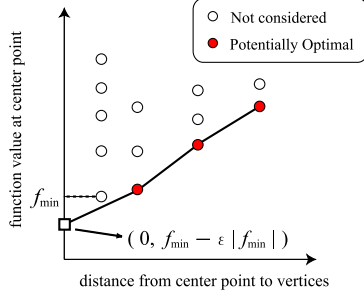 Not considered
Potentially Optimal
function value at center point
f_min
( 0, f_min − ε | f_min | )
distance from center point to vertices